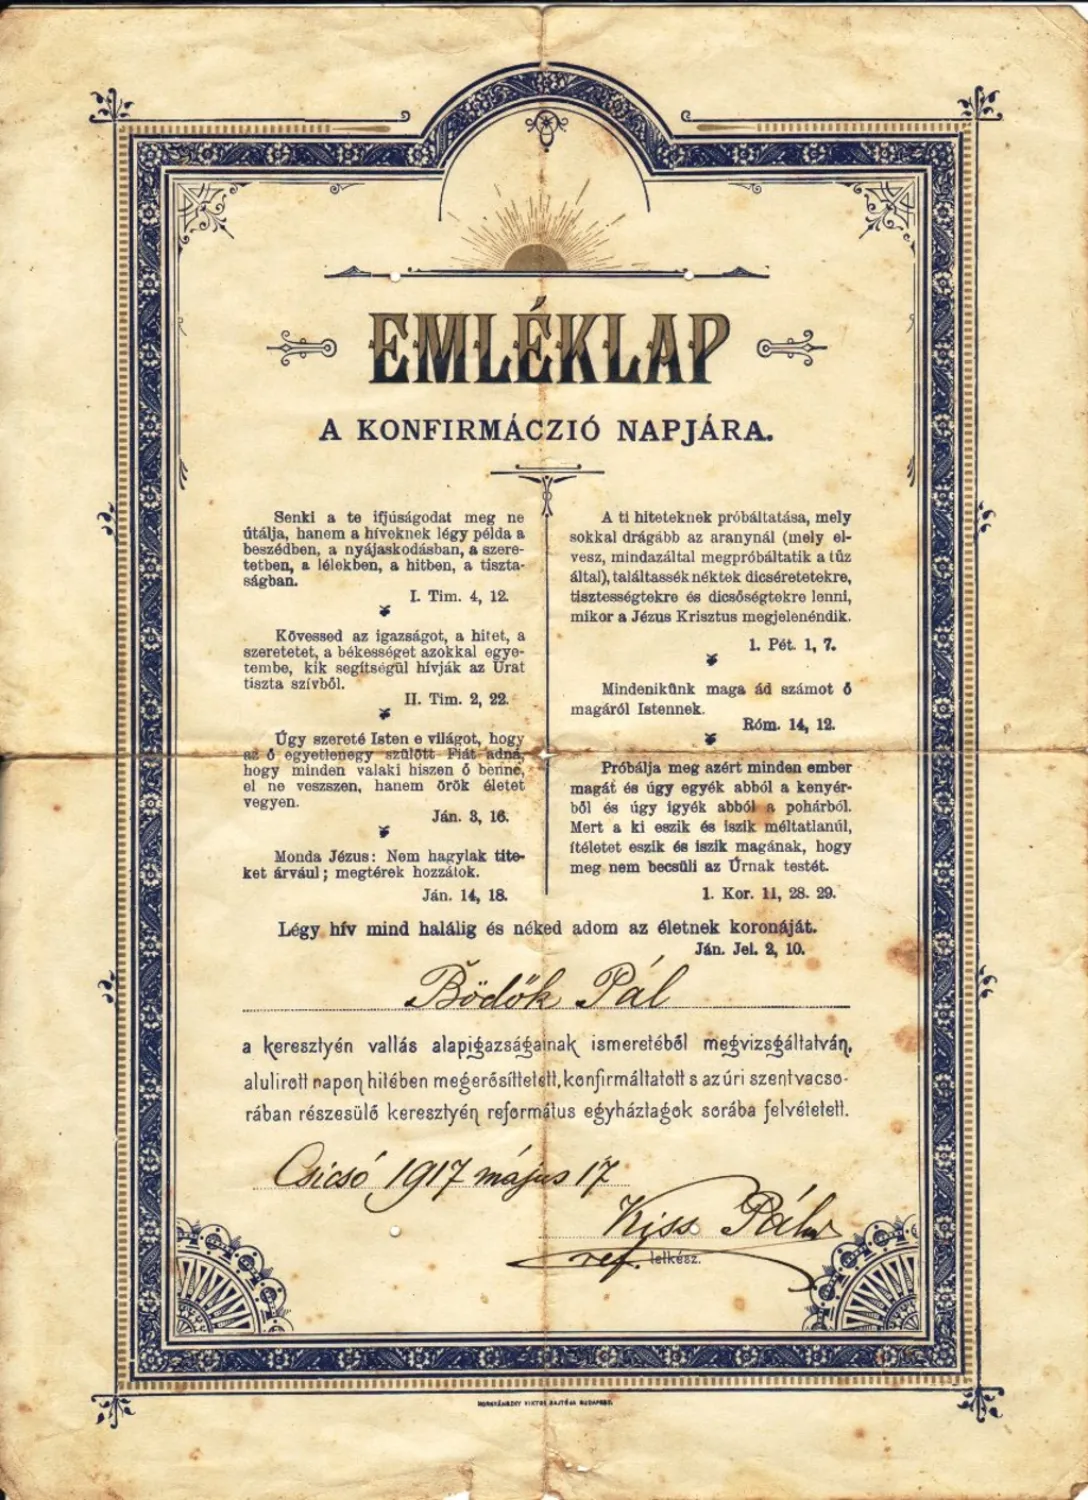 EMLÉKLAP
A KONFIRMÁCZIÓ NAPJÁRA.
Senki a te ifjúságodat meg ne
útálja, hanem a híveknek légy példa a
beszédben, a nyájaskodásban, a szere-
tetben, a lélekben, a hitben, a tiszta-
ságban.
I. Tim. 4, 12.
Kövessed az igazságot, a hitet, a
szeretetet, a békességet azokkal egye-
tembe, kik segítségül hívják az Urat
tiszta szívből.
II. Tim. 2, 22.
Úgy szereté Isten e világot, hogy
az ő egyetlenegy szülött Fiát adná,
hogy minden valaki hiszen ő benne,
el ne veszszen, hanem örök életet
vegyen.
Ján. 3, 16.
Monda Jézus: Nem hagylak tite-
ket árvául; megtérek hozzátok.
Ján. 14, 18.
A ti hiteteknek próbáltatása, mely
sokkal drágább az aranynál (mely el-
vesz, mindazáltal megpróbáltatik a tűz
által), találtassék néktek dicséretetekre,
tisztességtekre és dicsőségtekre lenni,
mikor a Jézus Krisztus megjelenéndik.
1. Pét. 1, 7.
Mindenikünk maga ád számot ő
magáról Istennek.
Róm. 14, 12.
Próbálja meg azért minden ember
magát és úgy egyék abból a kenyér-
ből és úgy igyék abból a pohárból.
Mert a ki eszik és iszik méltatlanúl,
ítéletet eszik és iszik magának, hogy
meg nem becsüli az Úrnak testét.
1. Kor. 11, 28. 29.
Légy hív mind halálig és néked adom az életnek koronáját.
Ján. Jel. 2, 10.
Bödők Pál
a keresztyén vallás alapigazságainak ismeretéből megvizsgáltatván,
alulirott napon hitében megerősíttetett, konfirmáltatott s az úri szentvacso-
rában részesülő keresztyén református egyháztagok sorába felvétetett.
Csicsó 1917 május 17
Kiss Pál
ref. lelkész.